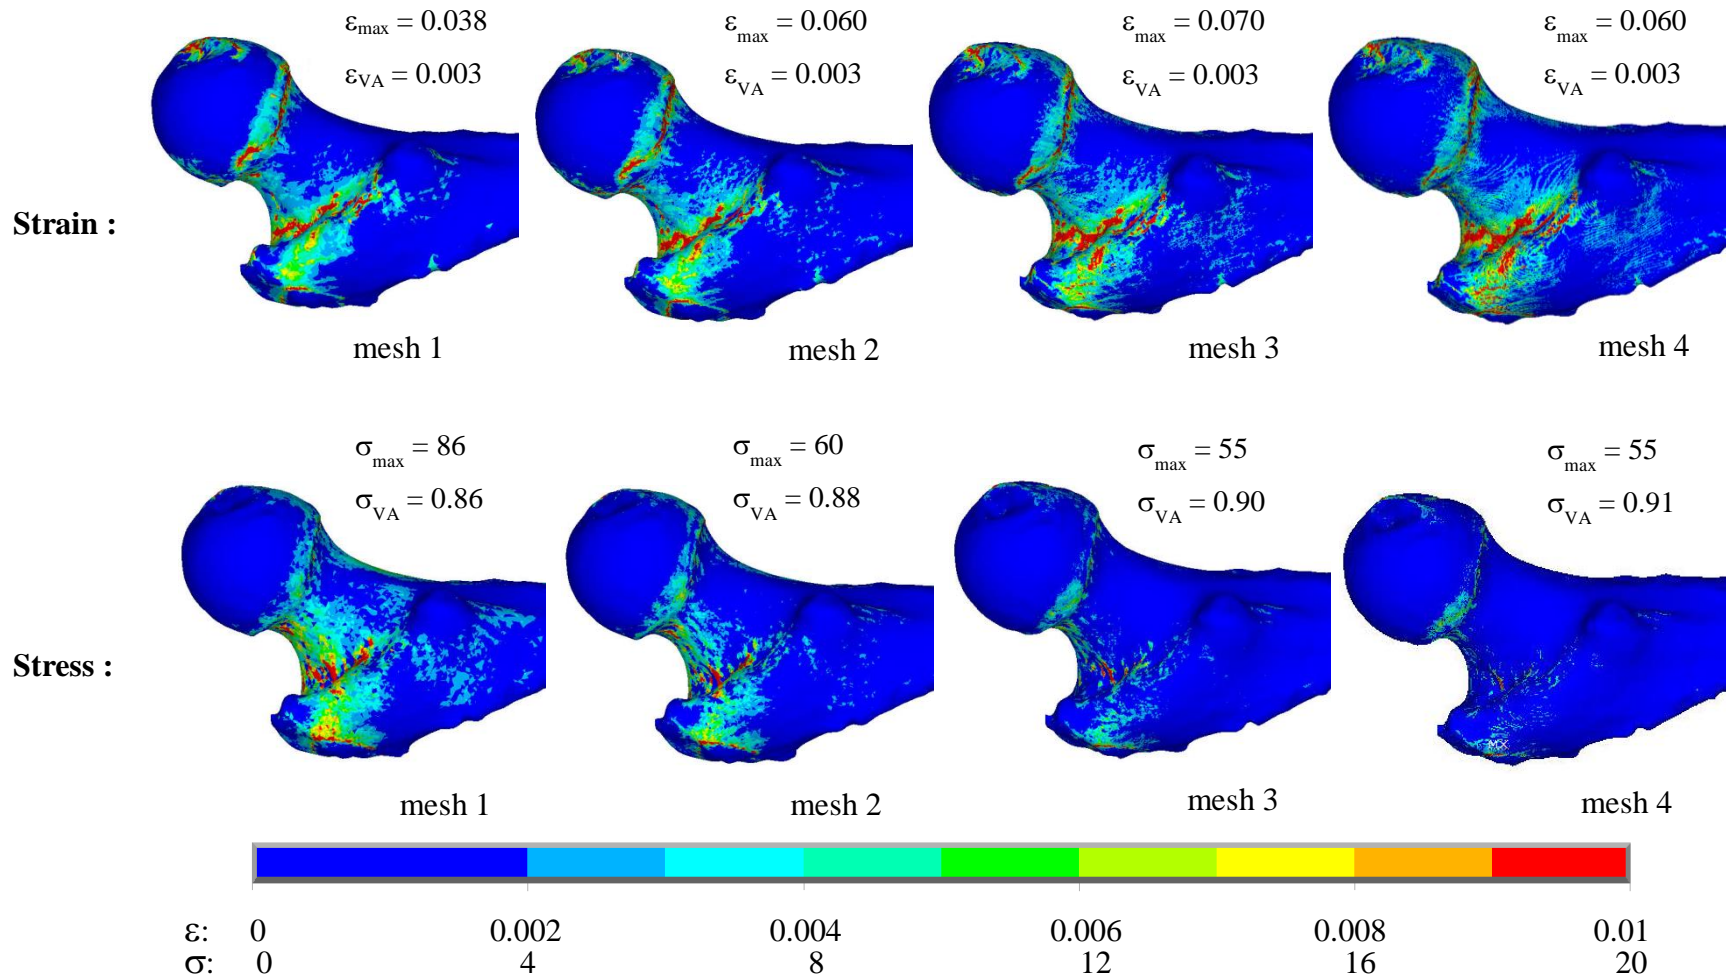 εmax = 0.038
εVA = 0.003
εmax = 0.060
εVA = 0.003
εmax = 0.070
εVA = 0.003
εmax = 0.060
εVA = 0.003
Strain :
mesh 1
mesh 2
mesh 3
mesh 4
σmax = 86
σVA = 0.86
σmax = 60
σVA = 0.88
σmax = 55
σVA = 0.90
σmax = 55
σVA = 0.91
Stress :
MX
mesh 1
mesh 2
mesh 3
mesh 4
ε: 0 0.002 0.004 0.006 0.008 0.01
σ: 0 4 8 12 16 20